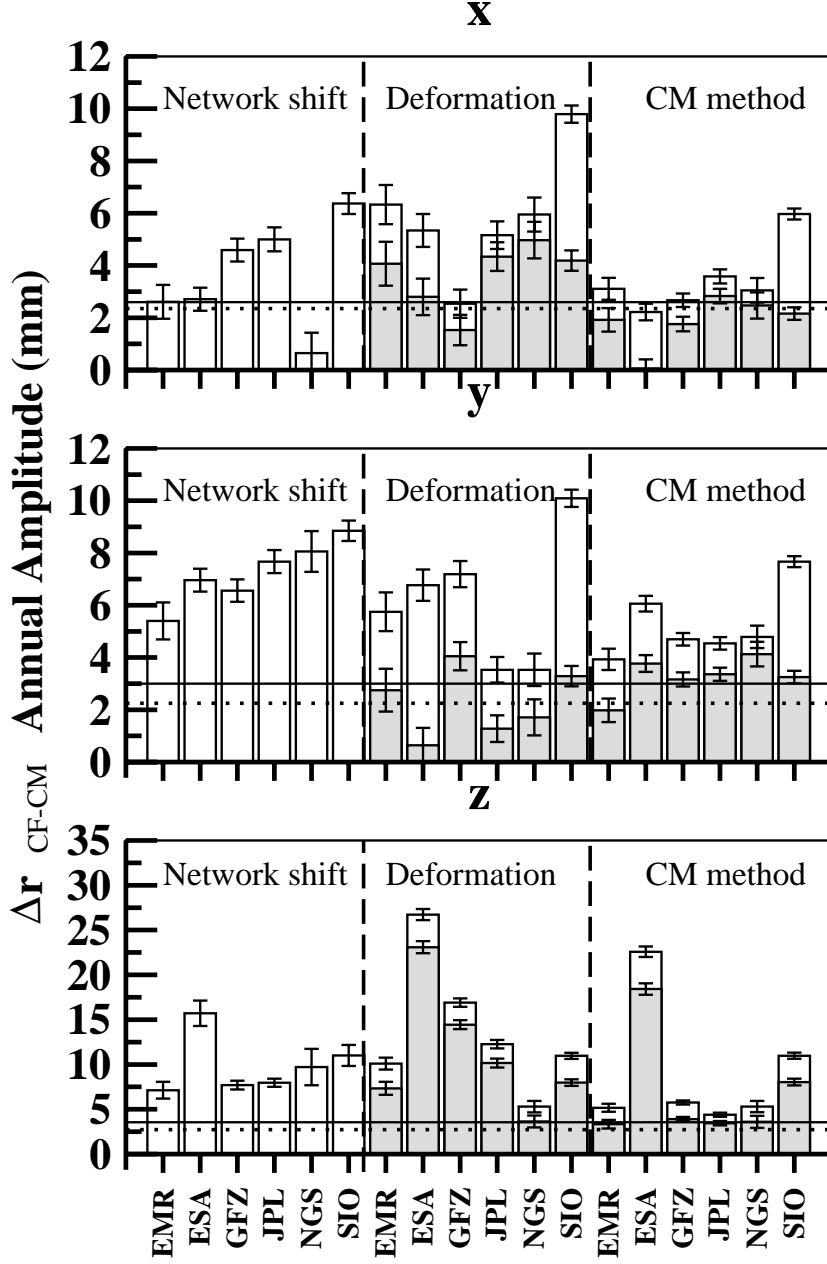 x
12
10
8
6
4
2
0
Network shift Deformation CM method
y
12
10
8
6
4
2
0
Network shift Deformation CM method
z
35
30
25
20
15
10
5
0
Network shift Deformation CM method
EMR ESA GFZ JPL NGS SIO EMR ESA GFZ JPL NGS SIO EMR ESA GFZ JPL NGS SIO
Δr CF-CM Annual Amplitude (mm)